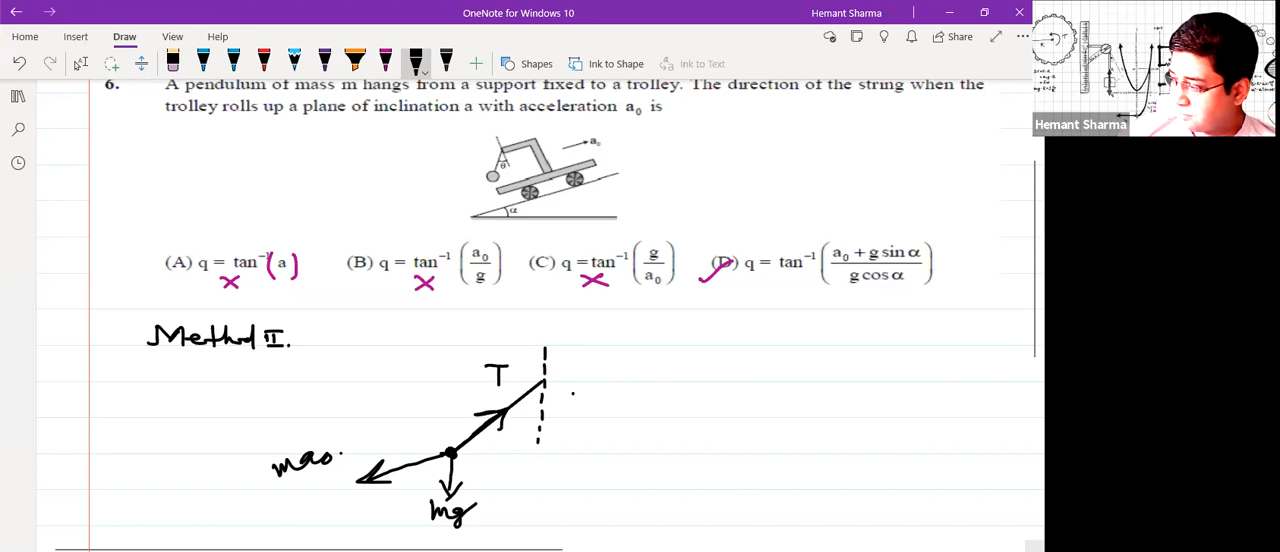 OneNote for Windows 10
Hemant Sharma
Home Insert Draw View Help
Share
Shapes Ink to Shape Ink to Text
Hemant Sharma
6. A pendulum of mass m hangs from a support fixed to a trolley. The direction of the string when the
trolley rolls up a plane of inclination a with acceleration a₀ is
a₀
θ
α
(A) q = tan⁻¹(a) (B) q = tan⁻¹ (a₀/g) (C) q = tan⁻¹ (g/a₀) (D) q = tan⁻¹ ((a₀ + g sin α)/(g cos α))
Method II.
T
ma₀
mg